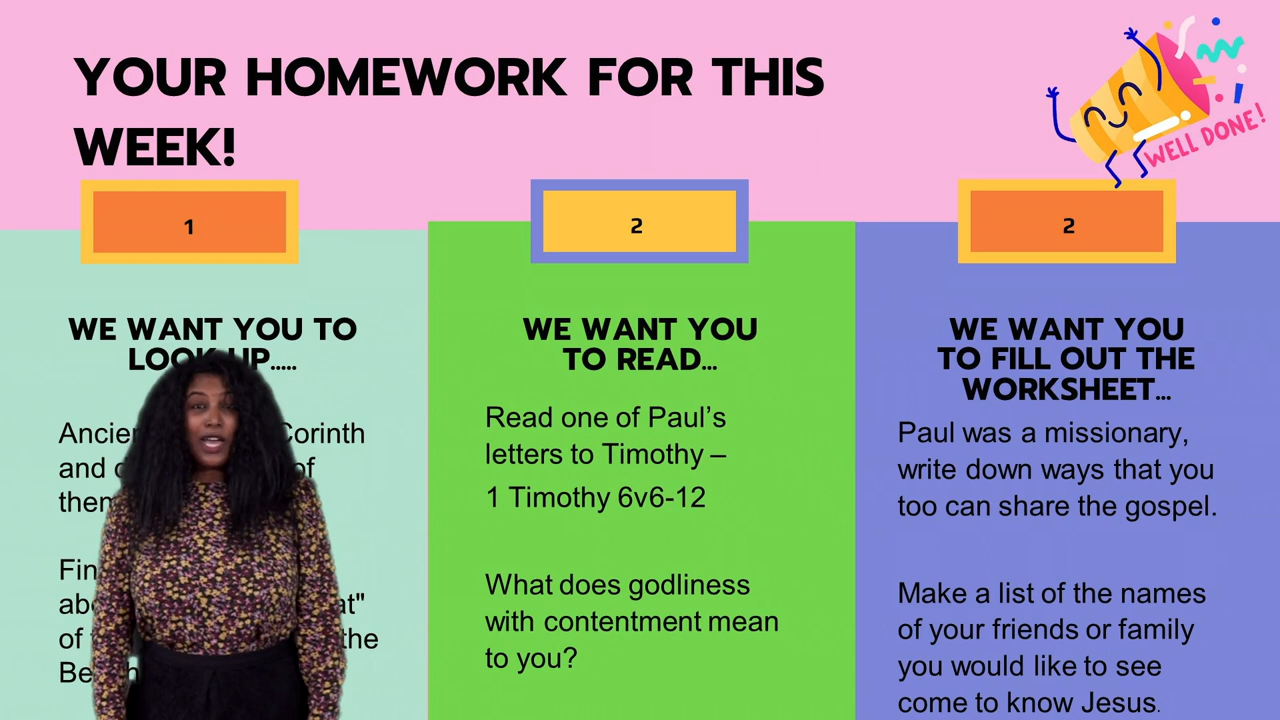 YOUR HOMEWORK FOR THIS
WEEK!
WELL DONE!
1
WE WANT YOU TO
LOOK UP.....
Corinth
and of
Fin
of the
2
WE WANT YOU
TO READ...
Read one of Paul’s
letters to Timothy –
1 Timothy 6v6-12
What does godliness
with contentment mean
to you?
2
WE WANT YOU
TO FILL OUT THE
WORKSHEET...
Paul was a missionary,
write down ways that you
too can share the gospel.
Make a list of the names
of your friends or family
you would like to see
come to know Jesus.